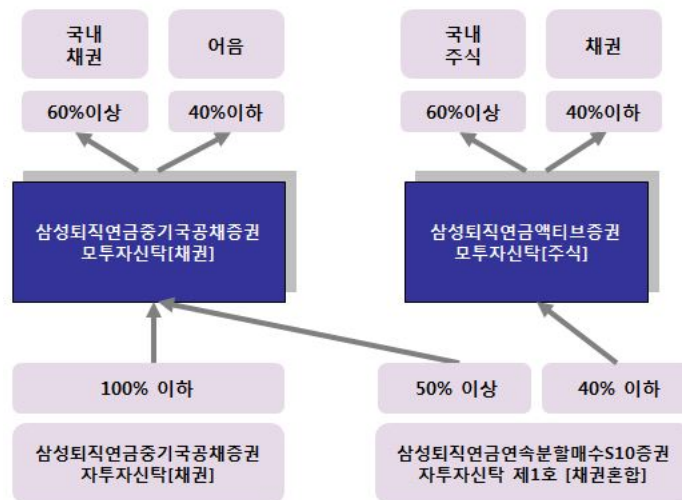 국내
채권
어음
국내
주식
채권
60%이상
40%이하
60%이상
40%이하
삼성퇴직연금중기국공채증권
모투자신탁[채권]
삼성퇴직연금액티브증권
모투자신탁[주식]
100% 이하
50% 이상
40% 이하
삼성퇴직연금중기국공채증권
자투자신탁[채권]
삼성퇴직연금연속분할매수S10증권
자투자신탁 제1호 [채권혼합]